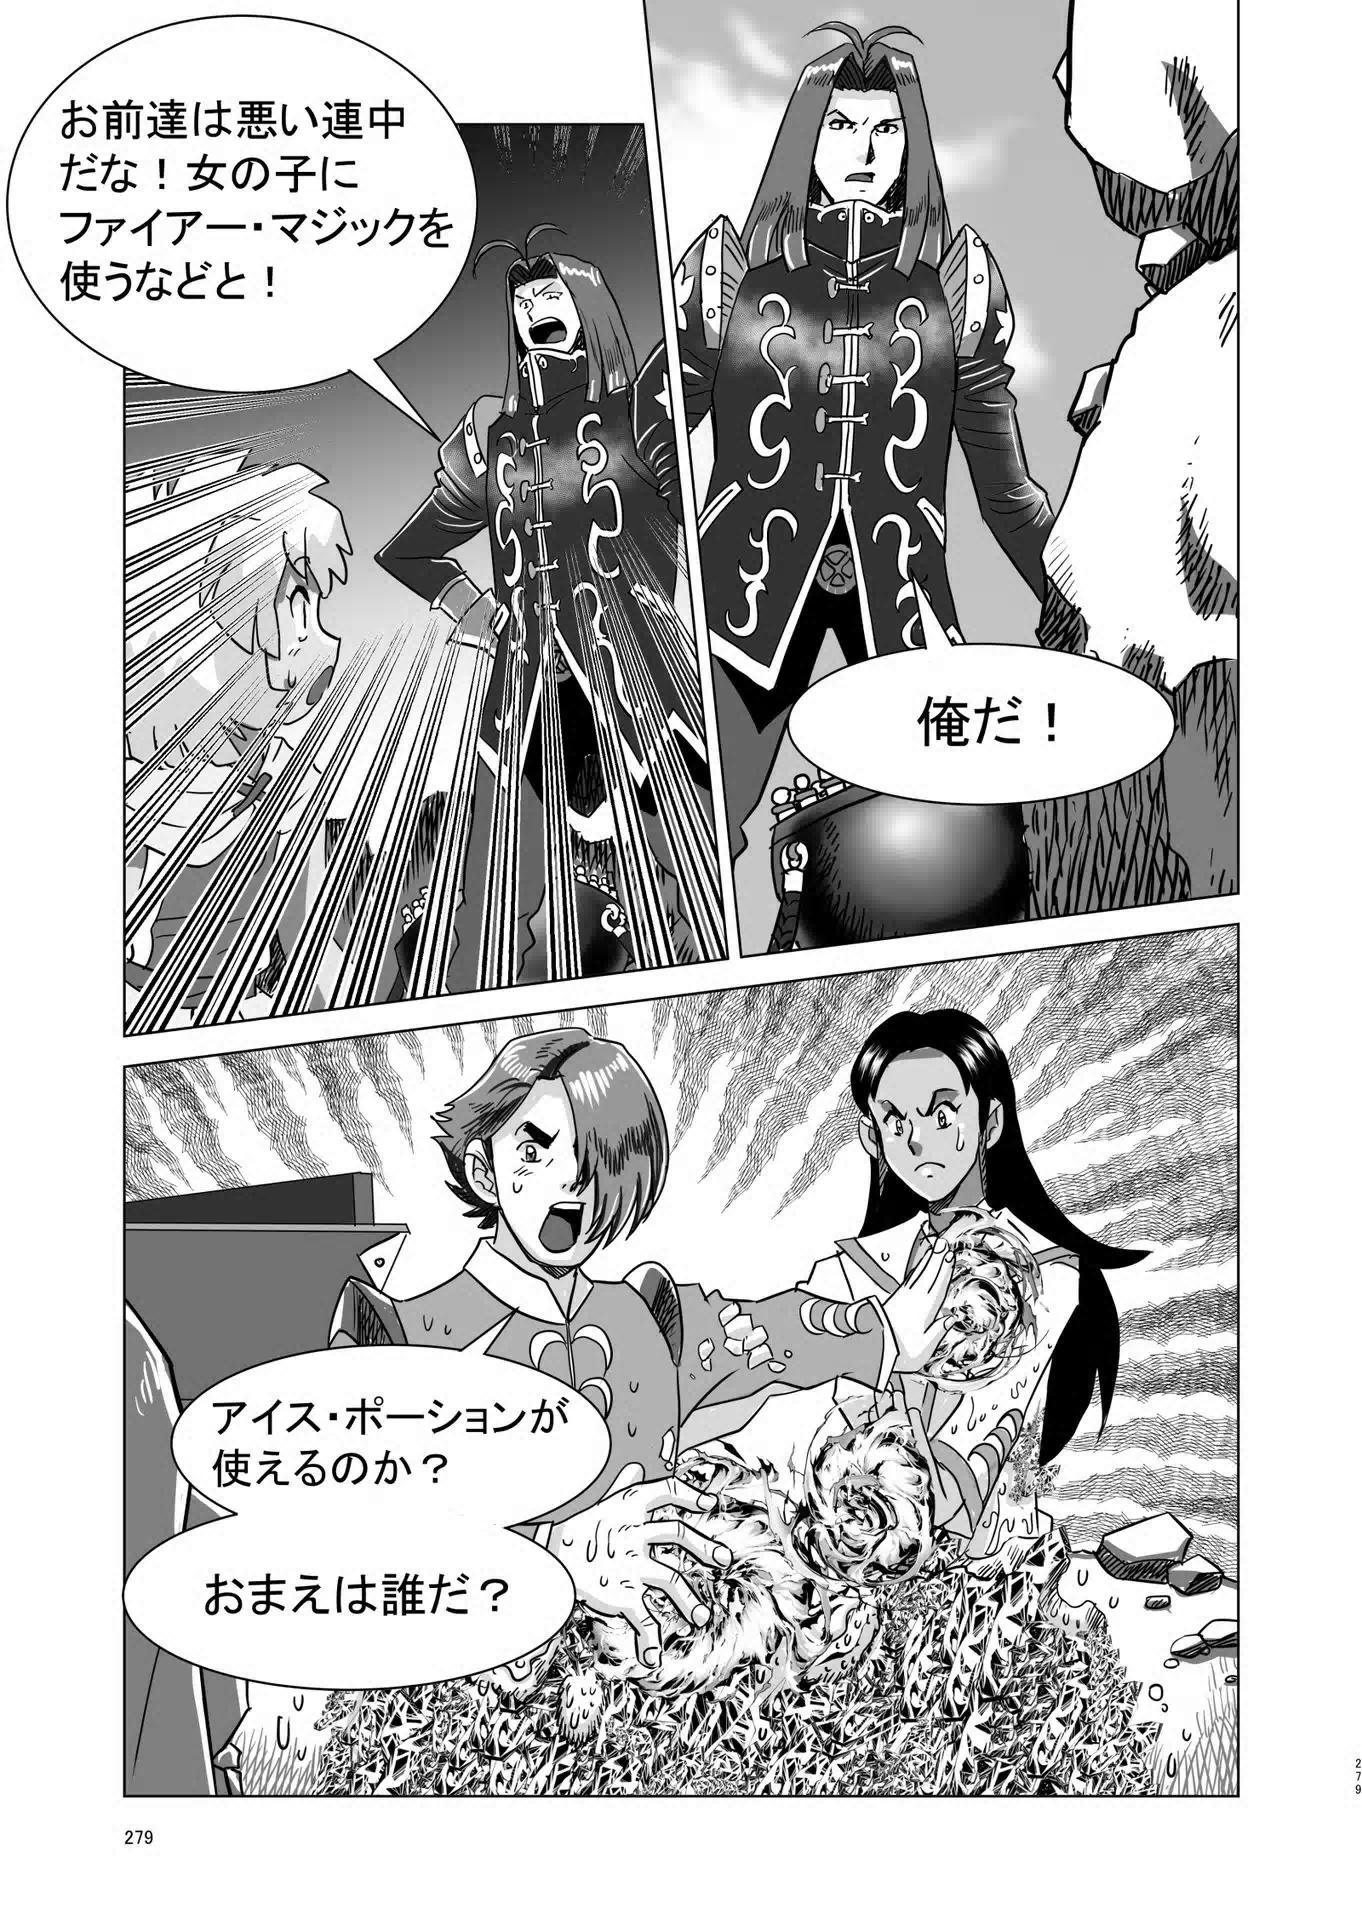 俺だ！
お前達は悪い連中
だな！女の子に
ファイアー・マジックを
使うなどと！
アイス・ポーションが
使えるのか？
おまえは誰だ？
279
279